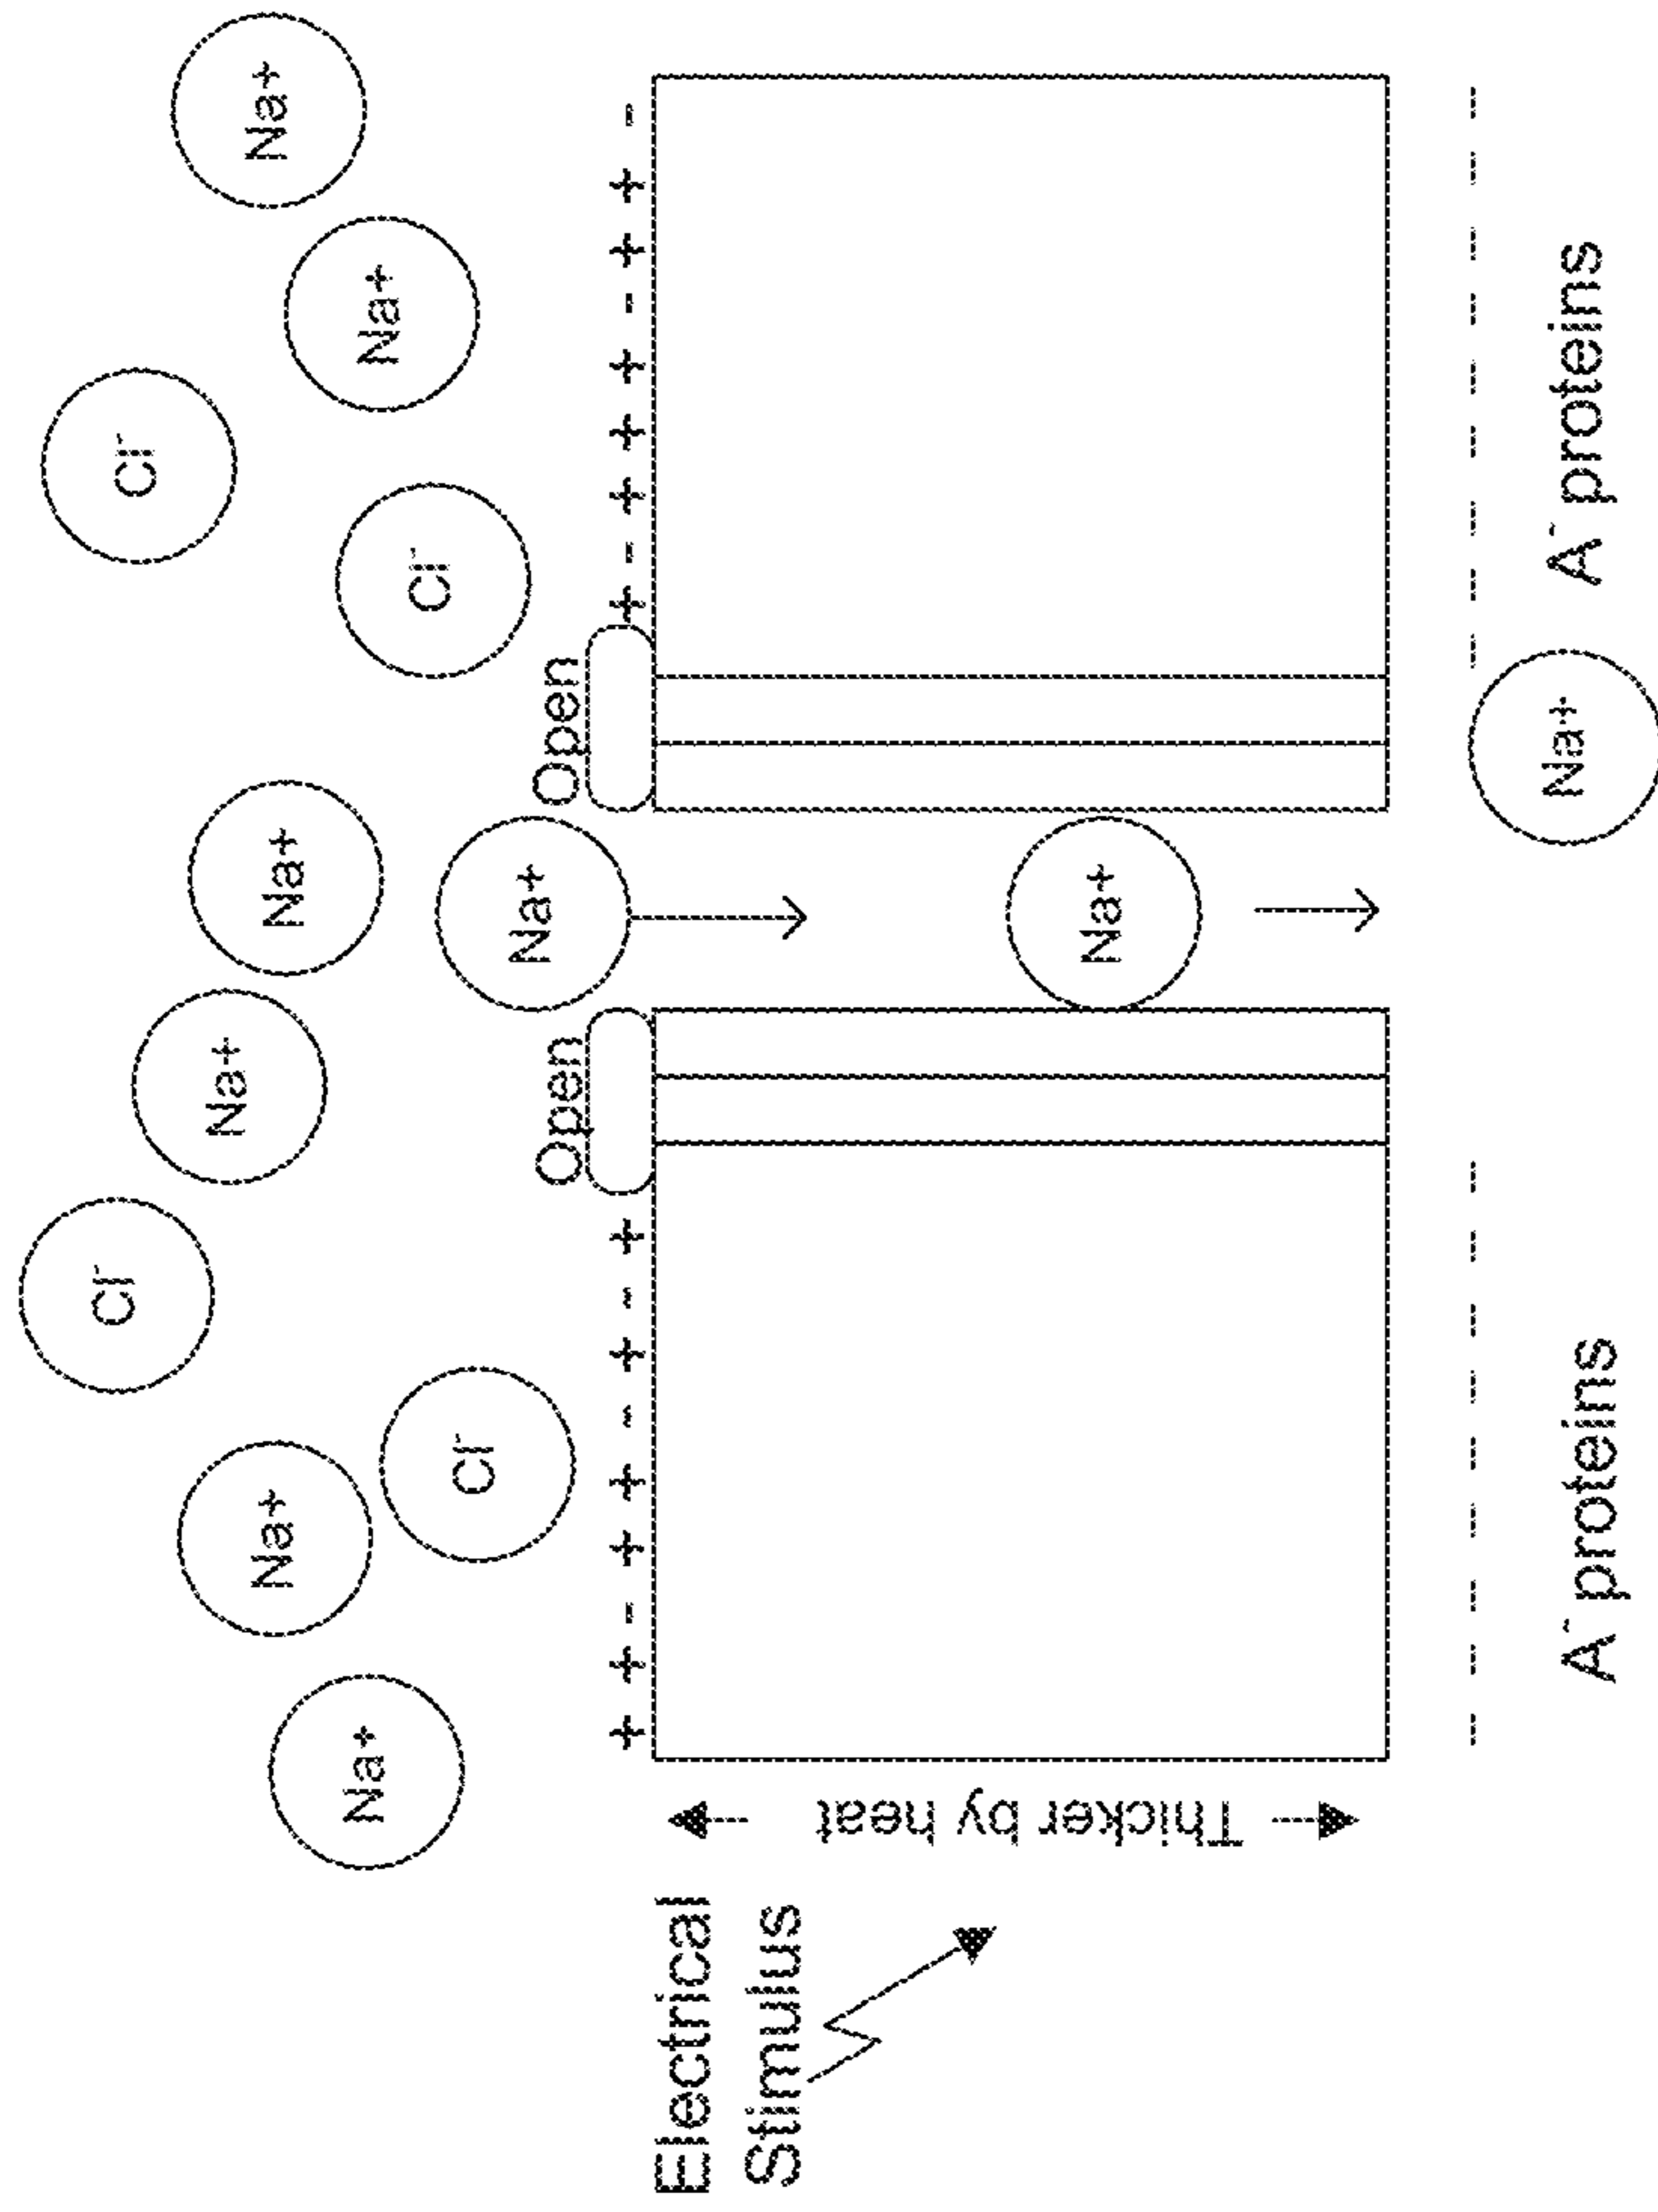 Cl⁻
Cl⁻
Na+
Na+
Na+
Na+
Na+
Na+
Cl⁻
Cl⁻
Na+
Open
Open
+ + - + + - + - +
+ - + + + - + + -
Electrical
Stimulus
Thicker by heat
Na+
A⁻ proteins
Na+
A⁻ proteins